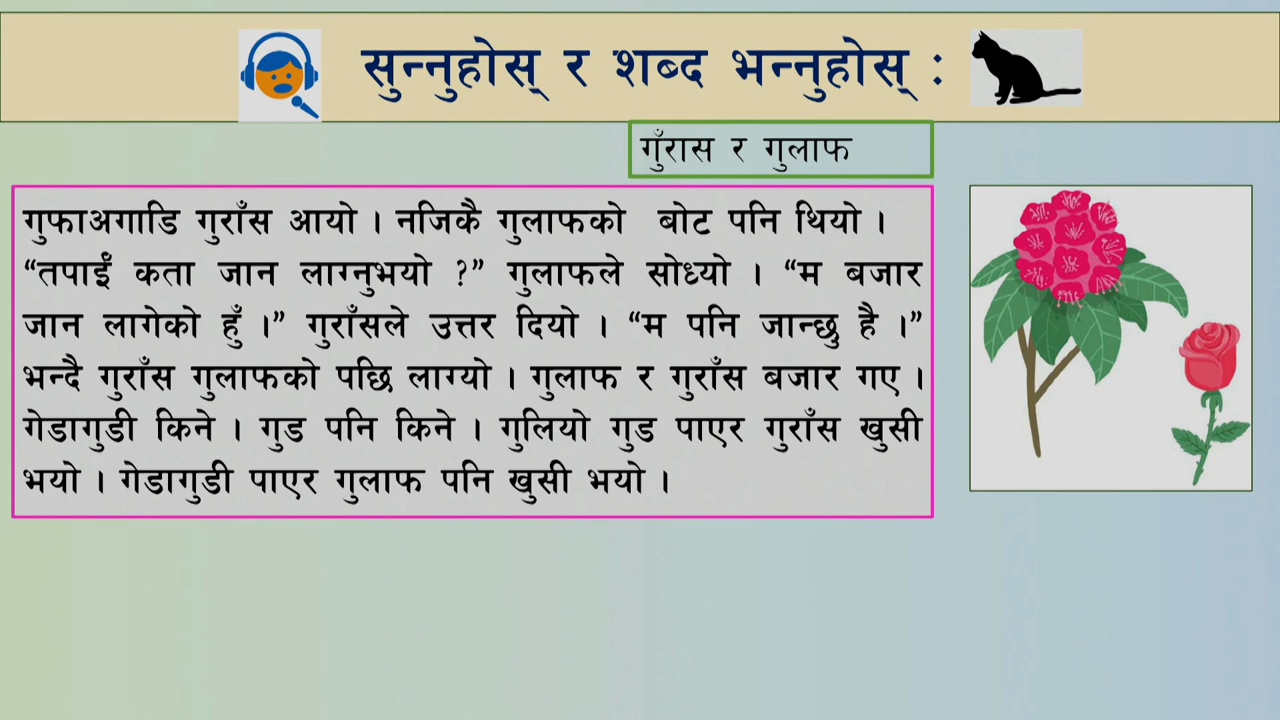 सुन्नुहोस् र शब्द भन्नुहोस् :
गुँरास र गुलाफ
गुफाअगाडि गुराँस आयो । नजिकै गुलाफको बोट पनि थियो ।
“तपाईँ कता जान लाग्नुभयो ?” गुलाफले सोध्यो । “म बजार
जान लागेको हुँ ।” गुराँसले उत्तर दियो । “म पनि जान्छु है ।”
भन्दै गुराँस गुलाफको पछि लाग्यो । गुलाफ र गुराँस बजार गए ।
गेडागुडी किने । गुड पनि किने । गुलियो गुड पाएर गुराँस खुसी
भयो । गेडागुडी पाएर गुलाफ पनि खुसी भयो ।